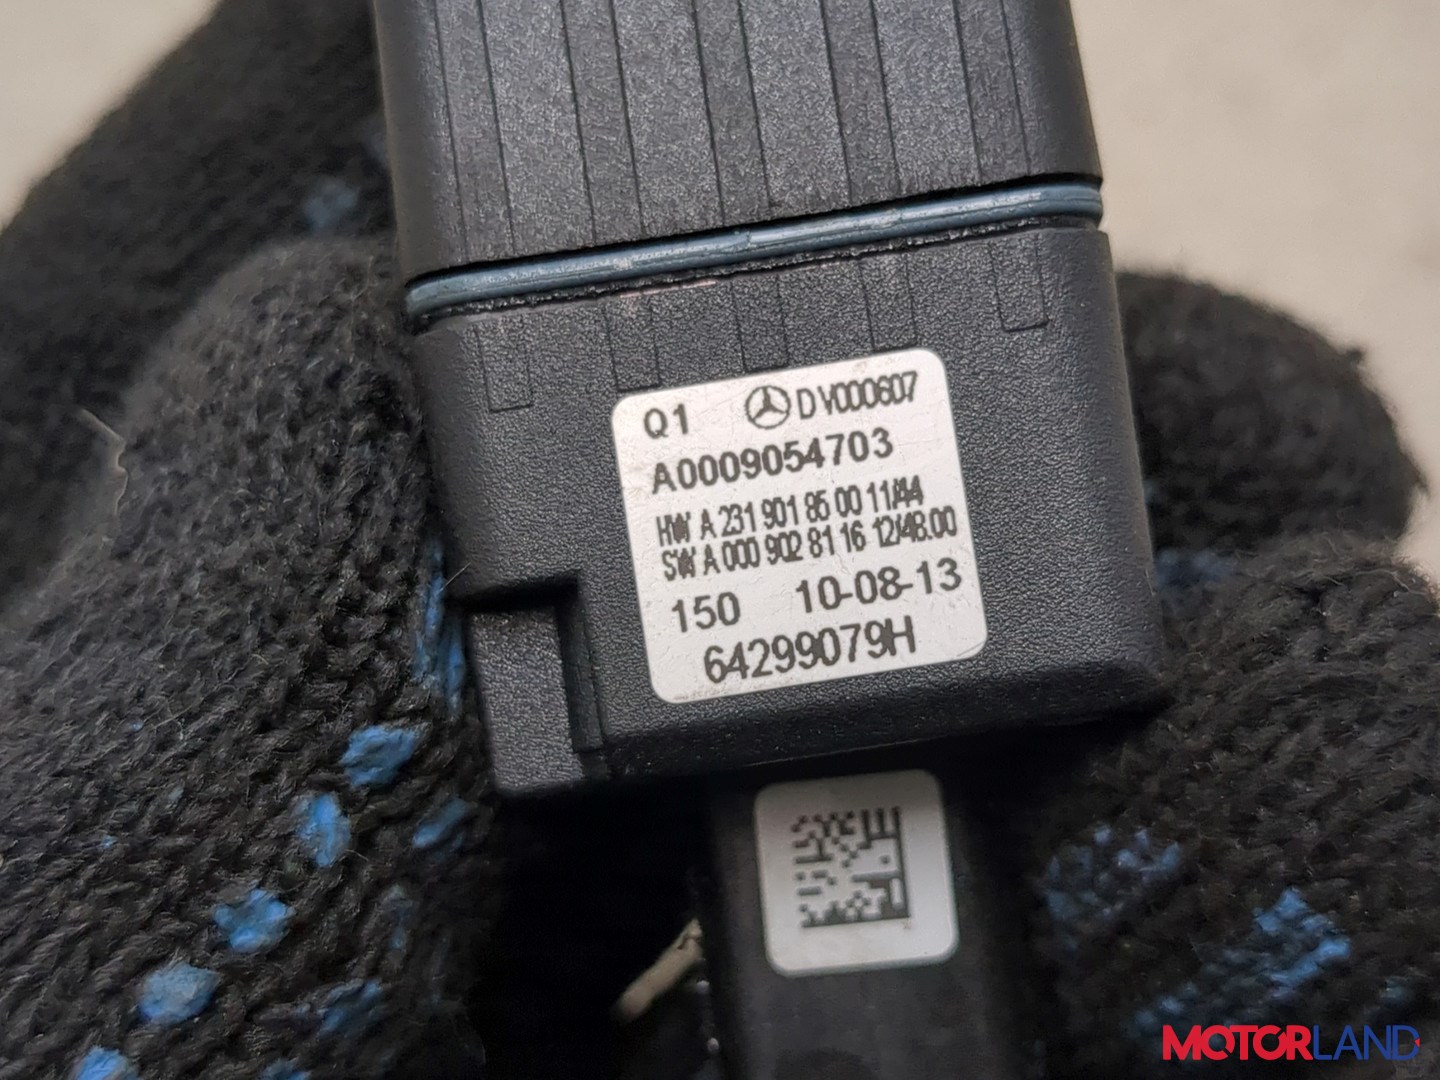 Q1 DV000607
A0009054703
HW A 231 901 85 00 11/44
SW A 000 902 81 16 12/48.00
150 10-08-13
64299079H
MOTORLAND